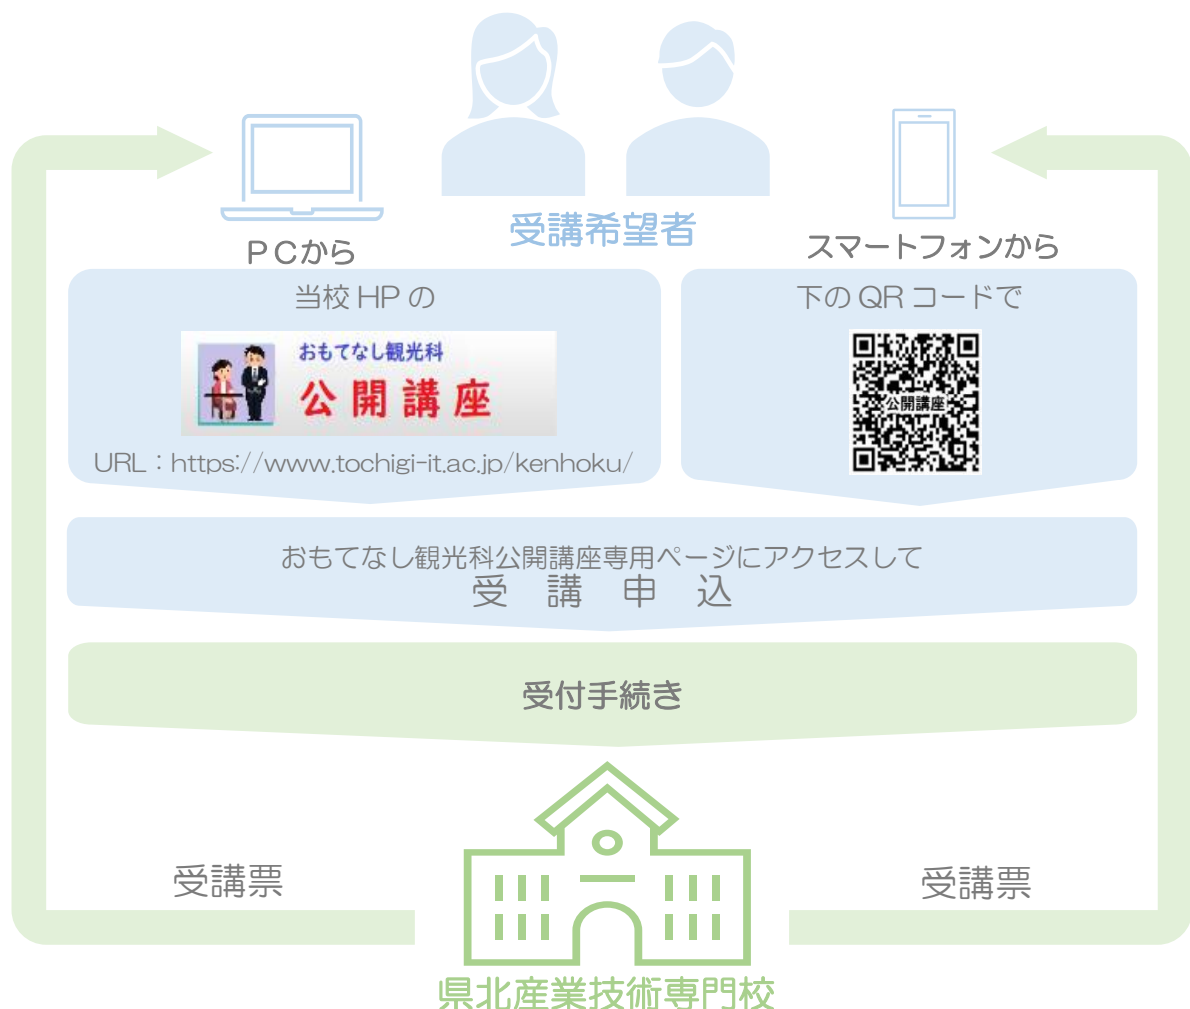 受講希望者
ＰＣから
スマートフォンから
当校 HP の
おもてなし観光科
公開講座
URL：https://www.tochigi-it.ac.jp/kenhoku/
下の QR コードで
公開講座
おもてなし観光科公開講座専用ページにアクセスして
受　講　申　込
受付手続き
受講票
受講票
県北産業技術専門校